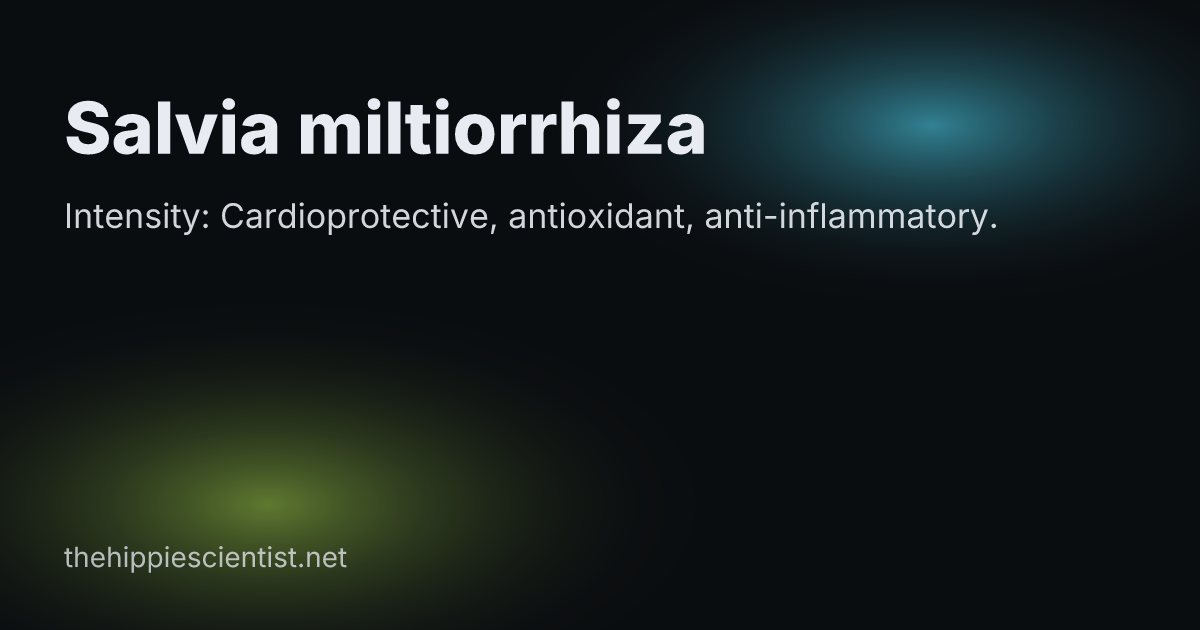 Salvia miltiorrhiza
Intensity: Cardioprotective, antioxidant, anti-inflammatory.
thehippiescientist.net